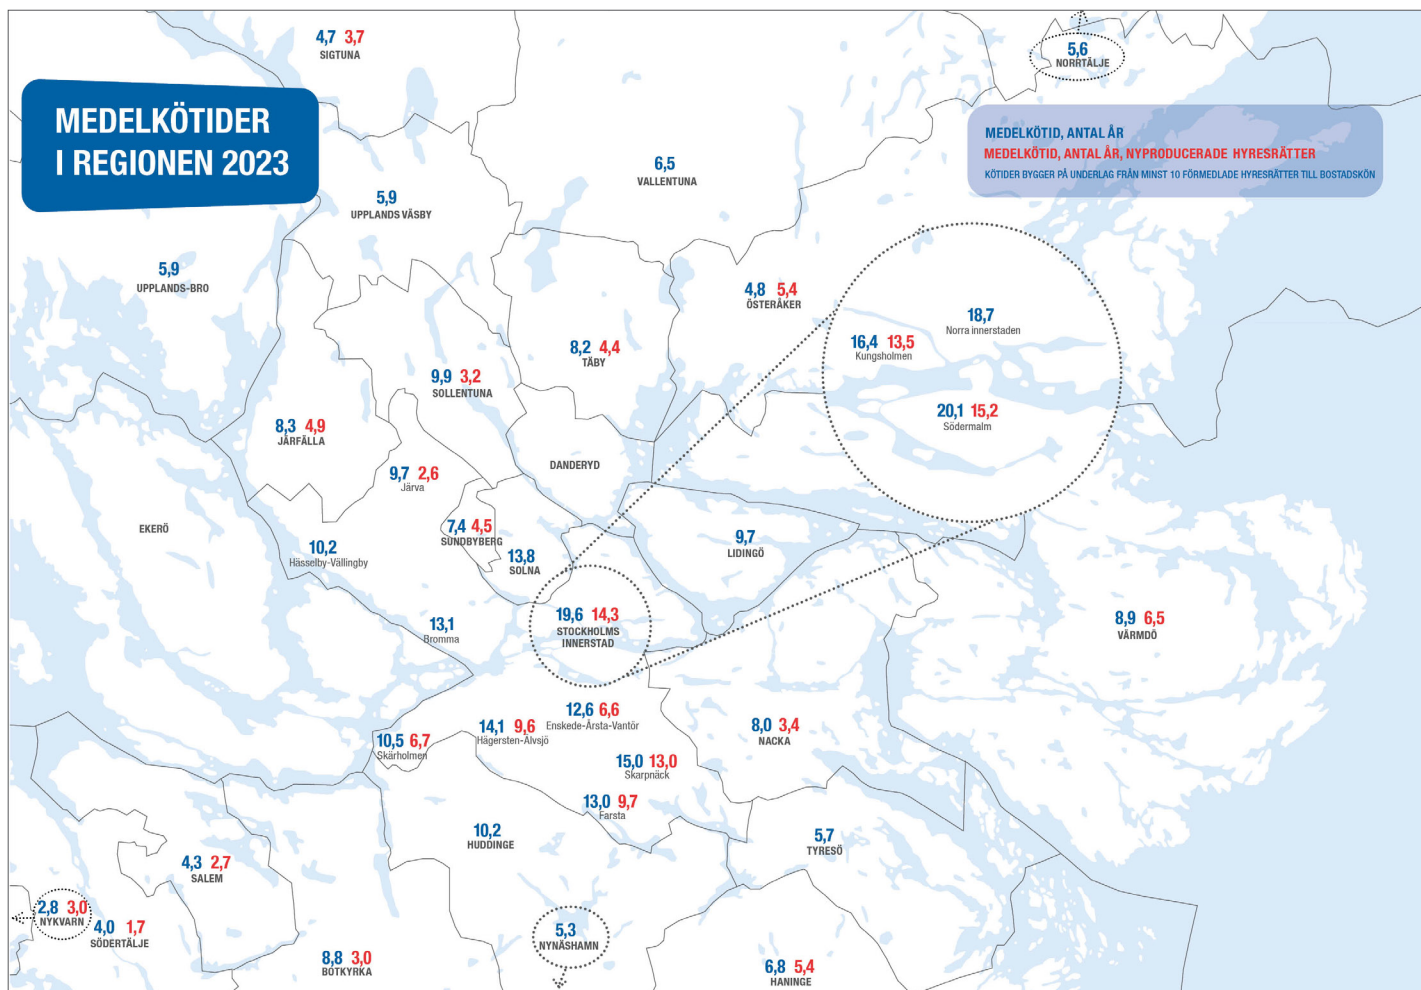 4,7 3,7
SIGTUNA
5,6
NORRTÄLJE
MEDELKÖTIDER
I REGIONEN 2023
MEDELKÖTID, ANTAL ÅR
MEDELKÖTID, ANTAL ÅR, NYPRODUCERADE HYRESRÄTTER
KÖTIDER BYGGER PÅ UNDERLAG FRÅN MINST 10 FÖRMEDLADE HYRESRÄTTER TILL BOSTADSKÖN
6,5
VALLENTUNA
5,9
UPPLANDS VÄSBY
5,9
UPPLANDS-BRO
4,8 5,4
ÖSTERÅKER
18,7
Norra innerstaden
16,4 13,5
Kungsholmen
20,1 15,2
Södermalm
8,2 4,4
TÄBY
9,9 3,2
SOLLENTUNA
8,3 4,9
JÄRFÄLLA
DANDERYD
9,7 2,6
Järva
7,4 4,5
SUNDBYBERG
13,8
SOLNA
EKERÖ
10,2
Hässelby-Vällingby
9,7
LIDINGÖ
19,6 14,3
STOCKHOLMS
INNERSTAD
13,1
Bromma
8,9 6,5
VÄRMDÖ
12,6 6,6
Enskede-Årsta-Vantör
14,1 9,6
Hägersten-Älvsjö
10,5 6,7
Skärholmen
8,0 3,4
NACKA
15,0 13,0
Skarpnäck
13,0 9,7
Farsta
10,2
HUDDINGE
5,7
TYRESÖ
4,3 2,7
SALEM
2,8 3,0
NYKVARN
4,0 1,7
SÖDERTÄLJE
5,3
NYNÄSHAMN
8,8 3,0
BOTKYRKA
6,8 5,4
HANINGE